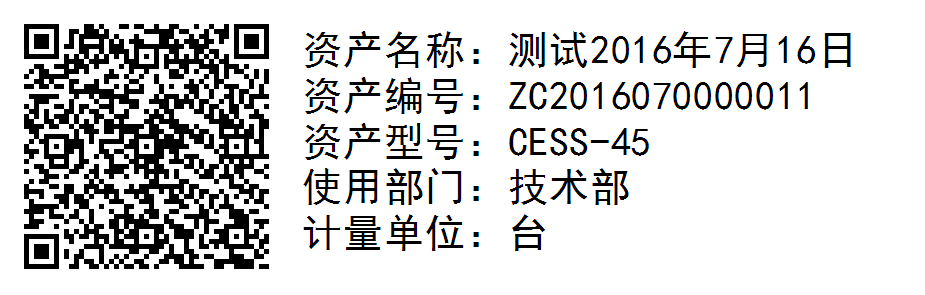 资产名称：测试2016年7月16日
资产编号：ZC2016070000011
资产型号：CESS-45
使用部门：技术部
计量单位：台